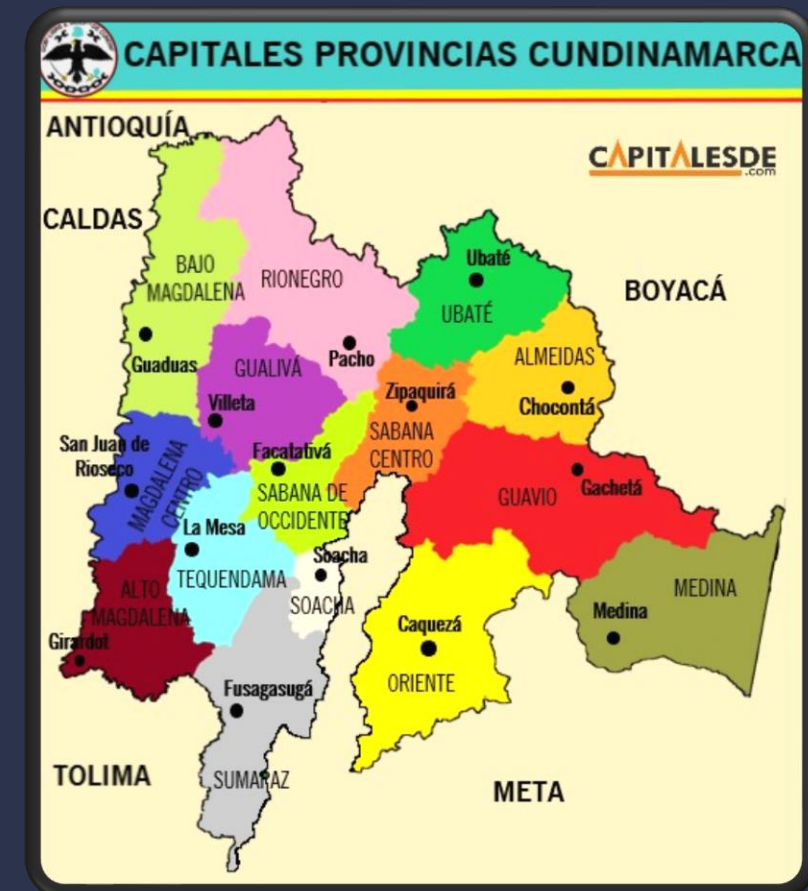 CAPITALES PROVINCIAS CUNDINAMARCA
ANTIOQUÍA
CAPITALESDE
.com
CALDAS
BOYACÁ
BAJO
MAGDALENA
Guaduas
RIONEGRO
Pacho
Ubaté
UBATÉ
ALMEIDAS
Chocontá
GUALIVÁ
Villeta
Zipaquirá
SABANA
CENTRO
San Juan de
Rioseco
MAGDALENA
CENTRO
Facalativá
SABANA DE
OCCIDENTE
GUAVIO
Gachetá
La Mesa
TEQUENDAMA
Soacha
SOACHA
ALTO
MAGDALENA
Girardot
Caquezá
ORIENTE
MEDINA
Medina
Fusagasugá
SUMAPAZ
TOLIMA
META